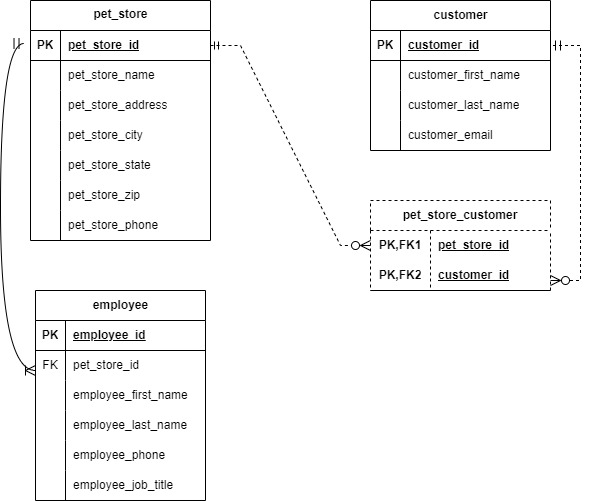 pet_store
PK pet_store_id
pet_store_name
pet_store_address
pet_store_city
pet_store_state
pet_store_zip
pet_store_phone
customer
PK customer_id
customer_first_name
customer_last_name
customer_email
pet_store_customer
PK,FK1 pet_store_id
PK,FK2 customer_id
employee
PK employee_id
FK pet_store_id
employee_first_name
employee_last_name
employee_phone
employee_job_title